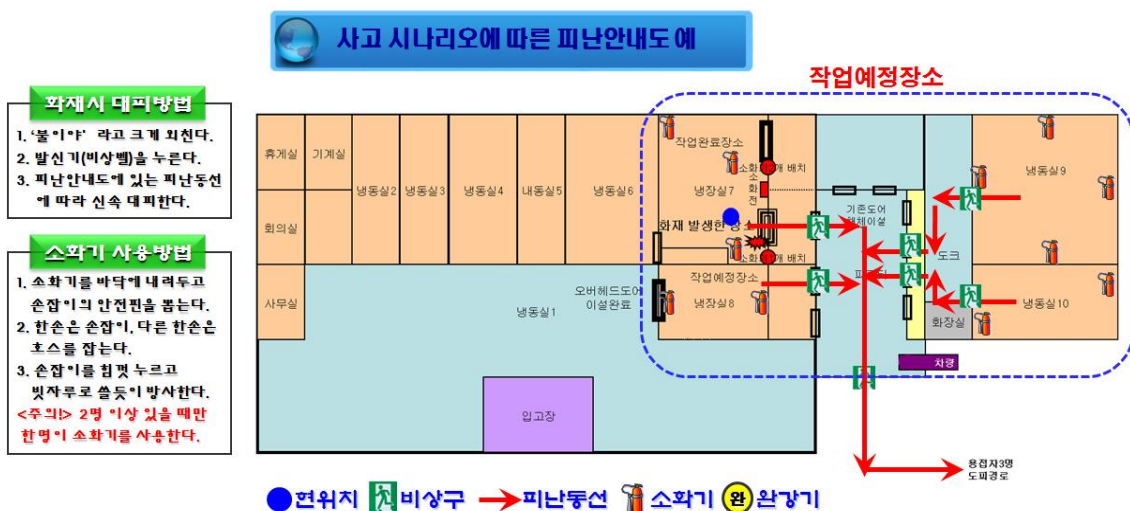 사고 시나리오에 따른 피난안내도 예
작업예정장소
화재시 대피방법
1. '불이야' 라고 크게 외친다.
2. 발신기(비상벨)을 누른다.
3. 피난안내도에 있는 피난동선
에 따라 신속 대피한다.
소화기 사용방법
1. 소화기를 바닥에 내려두고
손잡이의 안전핀을 뽑는다.
2. 한손은 손잡이, 다른 한손은
호스를 잡는다.
3. 손잡이를 힘껏 누르고
빗자루로 쓸듯이 방사한다.
<주의!> 2명 이상 있을 때만
한명이 소화기를 사용한다.
휴게실
기계실
냉동실2
냉동실3
냉동실4
내동실5
냉동실6
회의실
사무실
작업완료장소
배치
냉장실7
소화전
화재 발생한 장소
배치
작업예정장소
냉장실8
오버헤드도어
이설완료
냉동실1
입고장
기존도어
해체이설
도크
화장실
차량
냉동실9
냉동실10
용접자3명
도피경로
현위치 비상구 피난동선 소화기 완 완강기